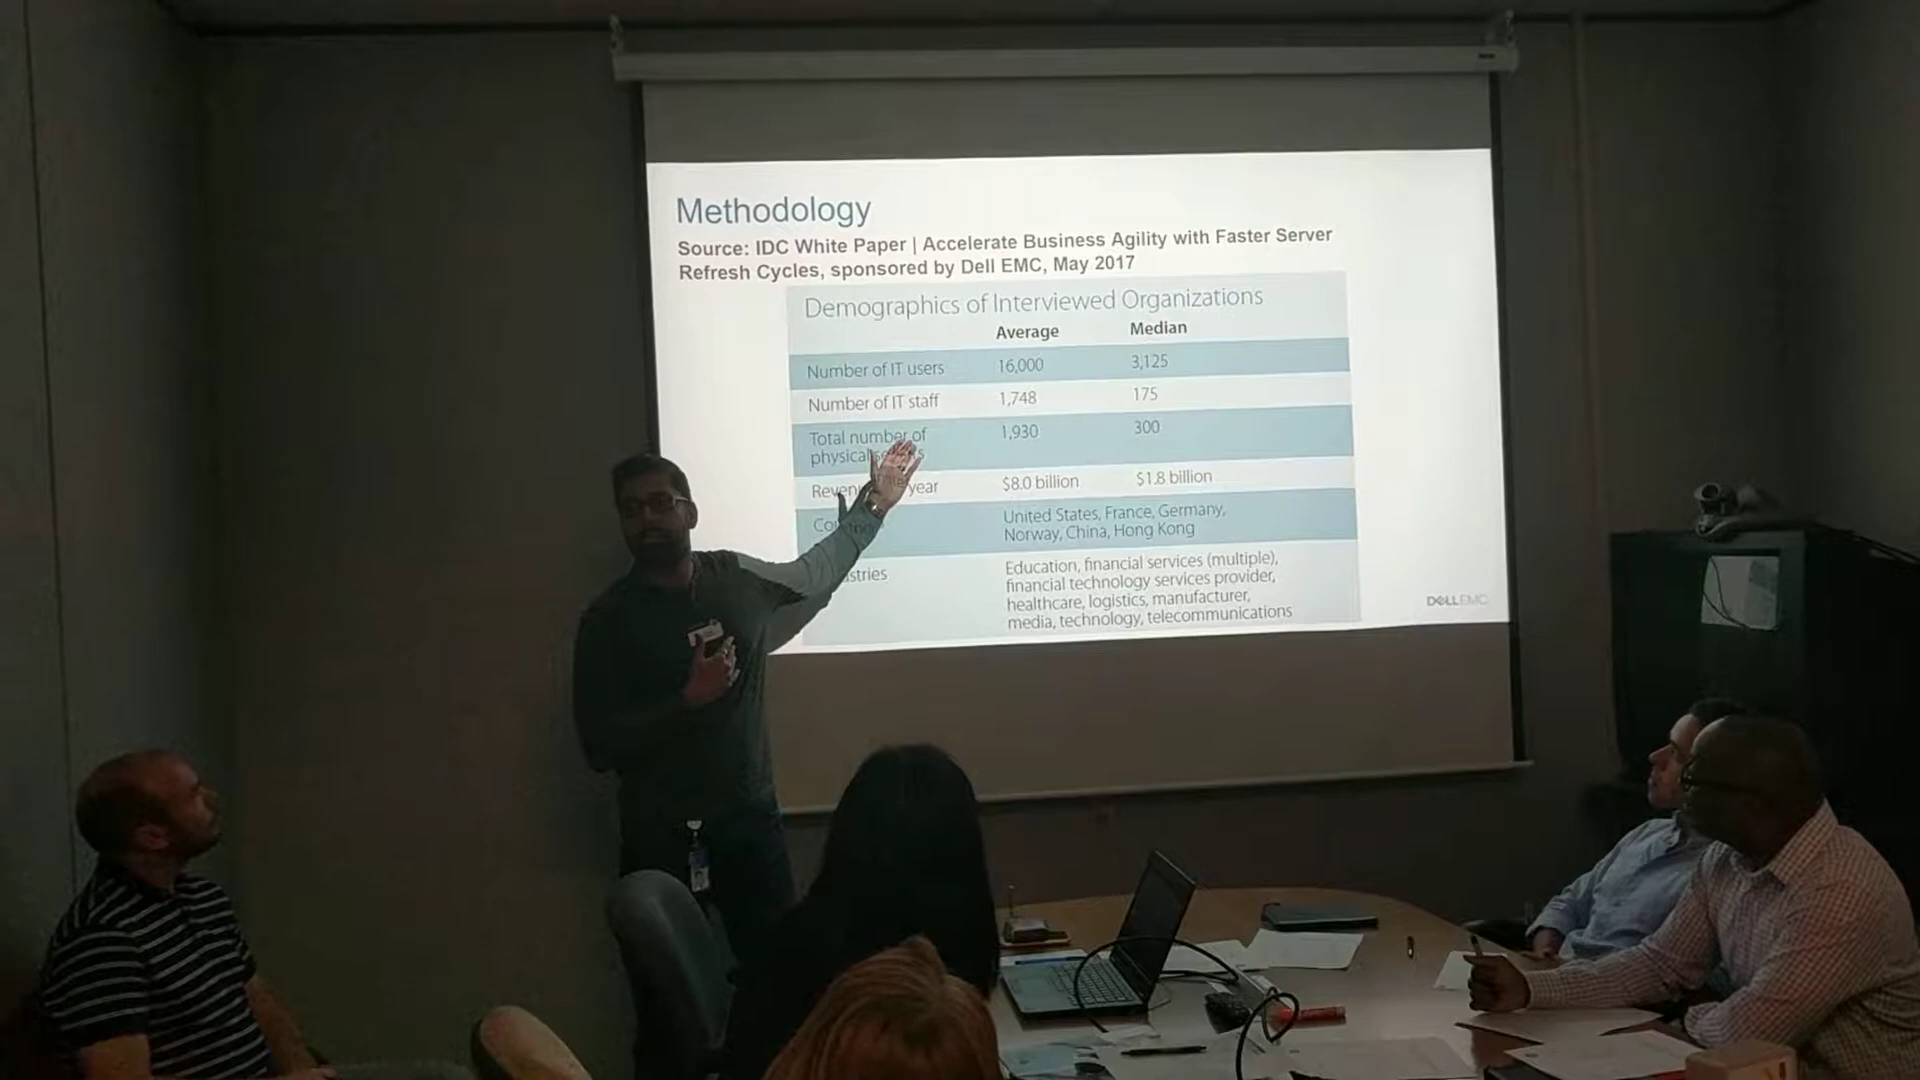 Methodology
Source: IDC White Paper | Accelerate Business Agility with Faster Server
Refresh Cycles, sponsored by Dell EMC, May 2017
Demographics of Interviewed Organizations
Average Median
Number of IT users 16,000 3,125
Number of IT staff 1,748 175
Total number of 1,930 300
physical
year $8.0 billion $1.8 billion
United States, France, Germany,
Norway, China, Hong Kong
Education, financial services (multiple),
financial technology services provider,
healthcare, logistics, manufacturer,
media, technology, telecommunications
DELLEMC